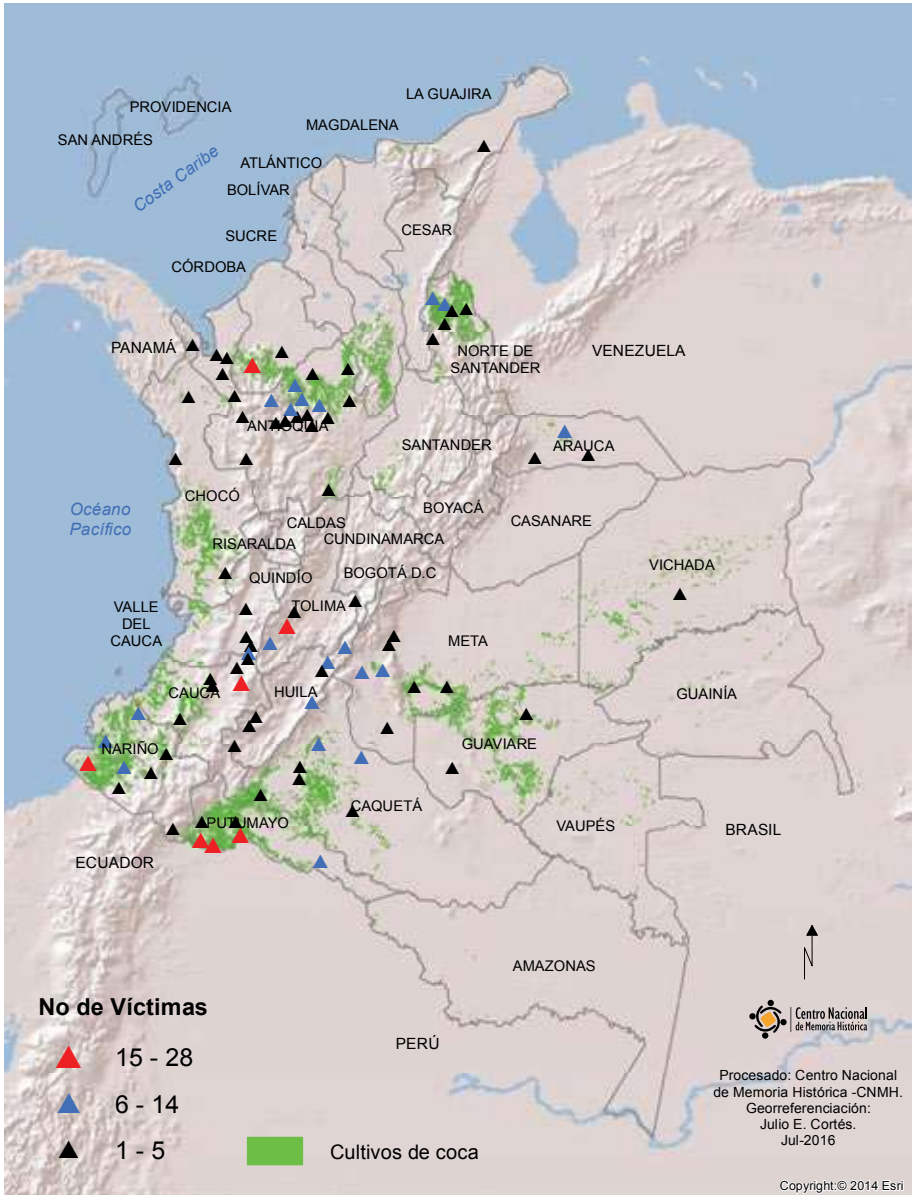 LA GUAJIRA
PROVIDENCIA
MAGDALENA
SAN ANDRÉS
ATLÁNTICO
Costa Caribe
BOLÍVAR
CESAR
SUCRE
CÓRDOBA
PANAMÁ
NORTE DE
SANTANDER
VENEZUELA
ANTIOQUIA
SANTANDER
ARAUCA
CHOCÓ
BOYACÁ
Océano
Pacífico
CASANARE
CALDAS
RISARALDA
CUNDINAMARCA
VICHADA
QUINDÍO
BOGOTÁ D.C
TOLIMA
VALLE
DEL
CAUCA
META
CAUCA
HUILA
GUAINÍA
NARIÑO
GUAVIARE
CAQUETÁ
PUTUMAYO
VAUPÉS
BRASIL
ECUADOR
AMAZONAS
N
No de Víctimas
15 - 28
6 - 14
1 - 5
Cultivos de coca
PERÚ
Centro Nacional
de Memoria Histórica
Procesado: Centro Nacional
de Memoria Histórica -CNMH.
Georreferenciación:
Julio E. Cortés.
Jul-2016
Copyright:© 2014 Esri